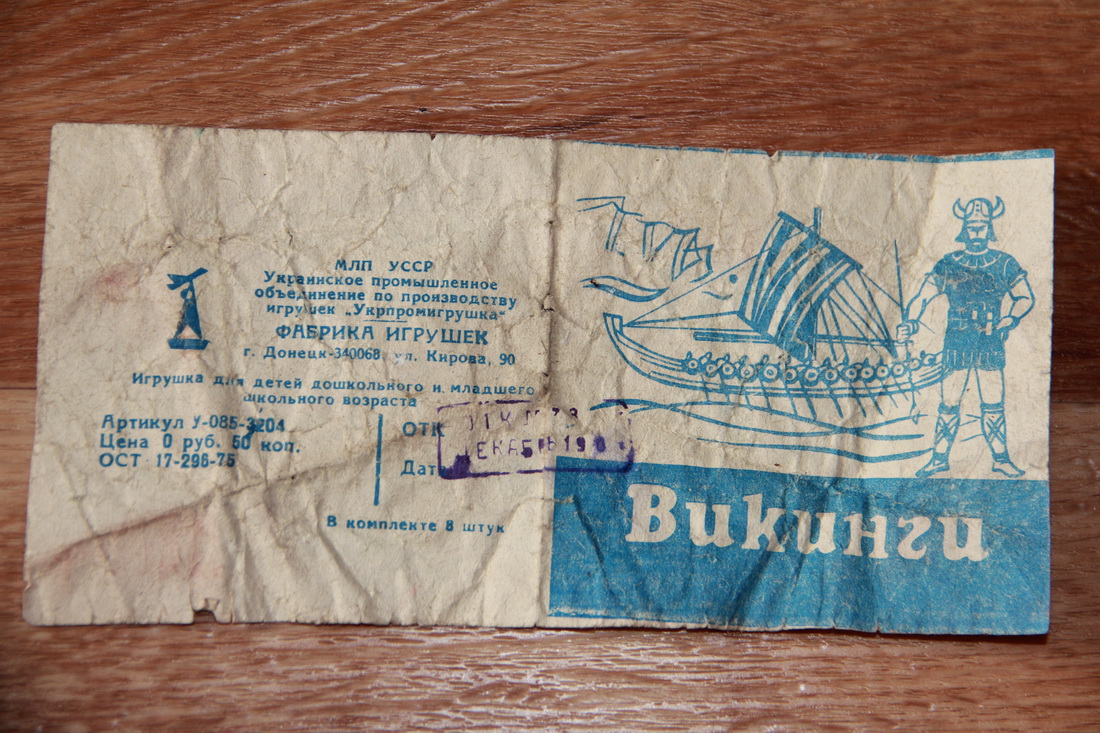 МЛП УССР
Украинское промышленное
объединение по производству
игрушек „Укрпромигрушка“
ФАБРИКА ИГРУШЕК
г. Донецк-340068 ул. Кирова, 90
Игрушка для детей дошкольного и младшего
школьного возраста
Артикул У-085-3204
Цена 0 руб. 50 коп.
ОСТ 17-296-75
ОТК
Дата
В комплекте 8 штук
Викинги